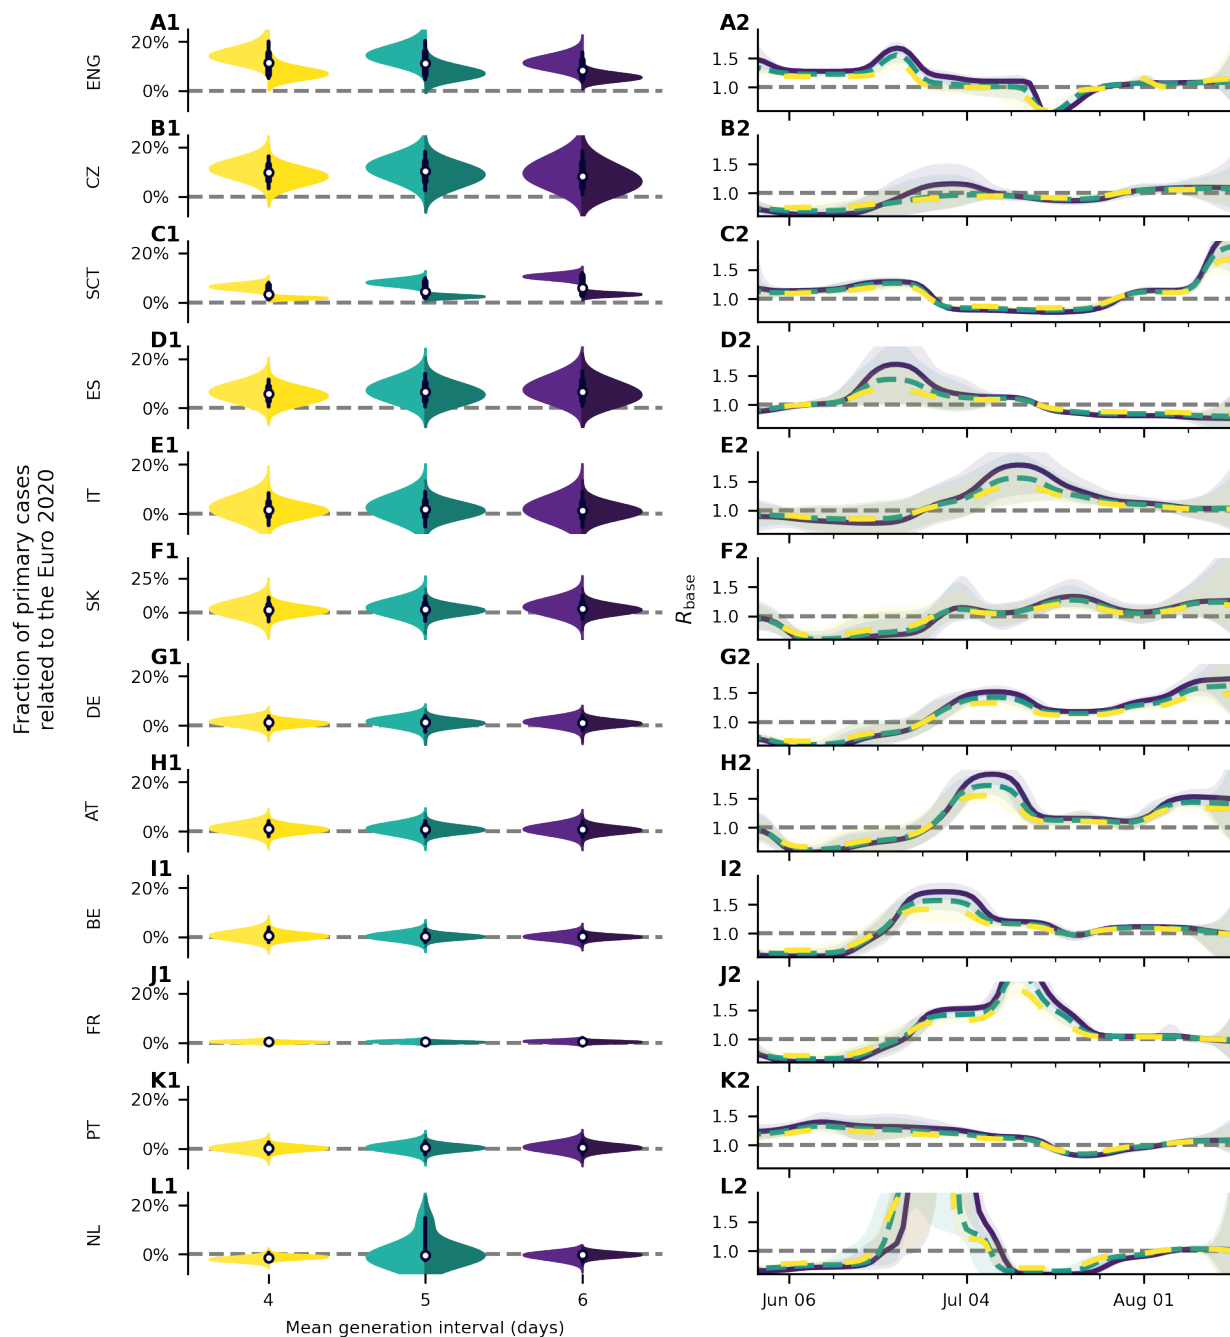 Fraction of primary cases
related to the Euro 2020
A1
20%
0%
ENG
A2
1.5
1.0
B1
20%
0%
CZ
B2
1.5
1.0
C1
20%
0%
SCT
C2
1.5
1.0
D1
20%
0%
ES
D2
1.5
1.0
E1
20%
0%
IT
E2
1.5
1.0
F1
25%
0%
SK
F2
1.5
1.0
R_base
G1
20%
0%
DE
G2
1.5
1.0
H1
20%
0%
AT
H2
1.5
1.0
I1
20%
0%
BE
I2
1.5
1.0
J1
20%
0%
FR
J2
1.5
1.0
K1
20%
0%
PT
K2
1.5
1.0
L1
20%
0%
NL
L2
1.5
1.0
4 5 6
Mean generation interval (days)
Jun 06 Jul 04 Aug 01